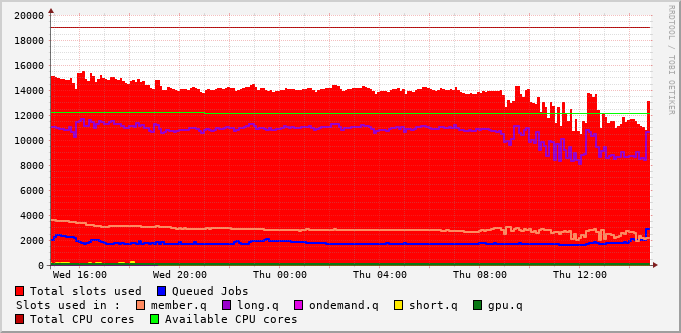 20000
18000
16000
14000
12000
10000
8000
6000
4000
2000
0
Wed 16:00 Wed 20:00 Thu 00:00 Thu 04:00 Thu 08:00 Thu 12:00
RRDTOOL / TOBI OETIKER
Total slots used Queued Jobs
Slots used in : member.q long.q ondemand.q short.q gpu.q
Total CPU cores Available CPU cores